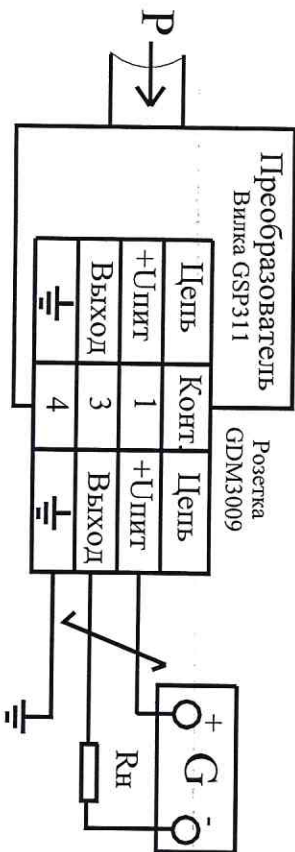 P
Преобразователь
Вилка GSP311
Розетка
GDM3009
Цепь Конт. Цепь
+Uпит 1 +Uпит
Выход 3 Выход
4
+ G -
Rн